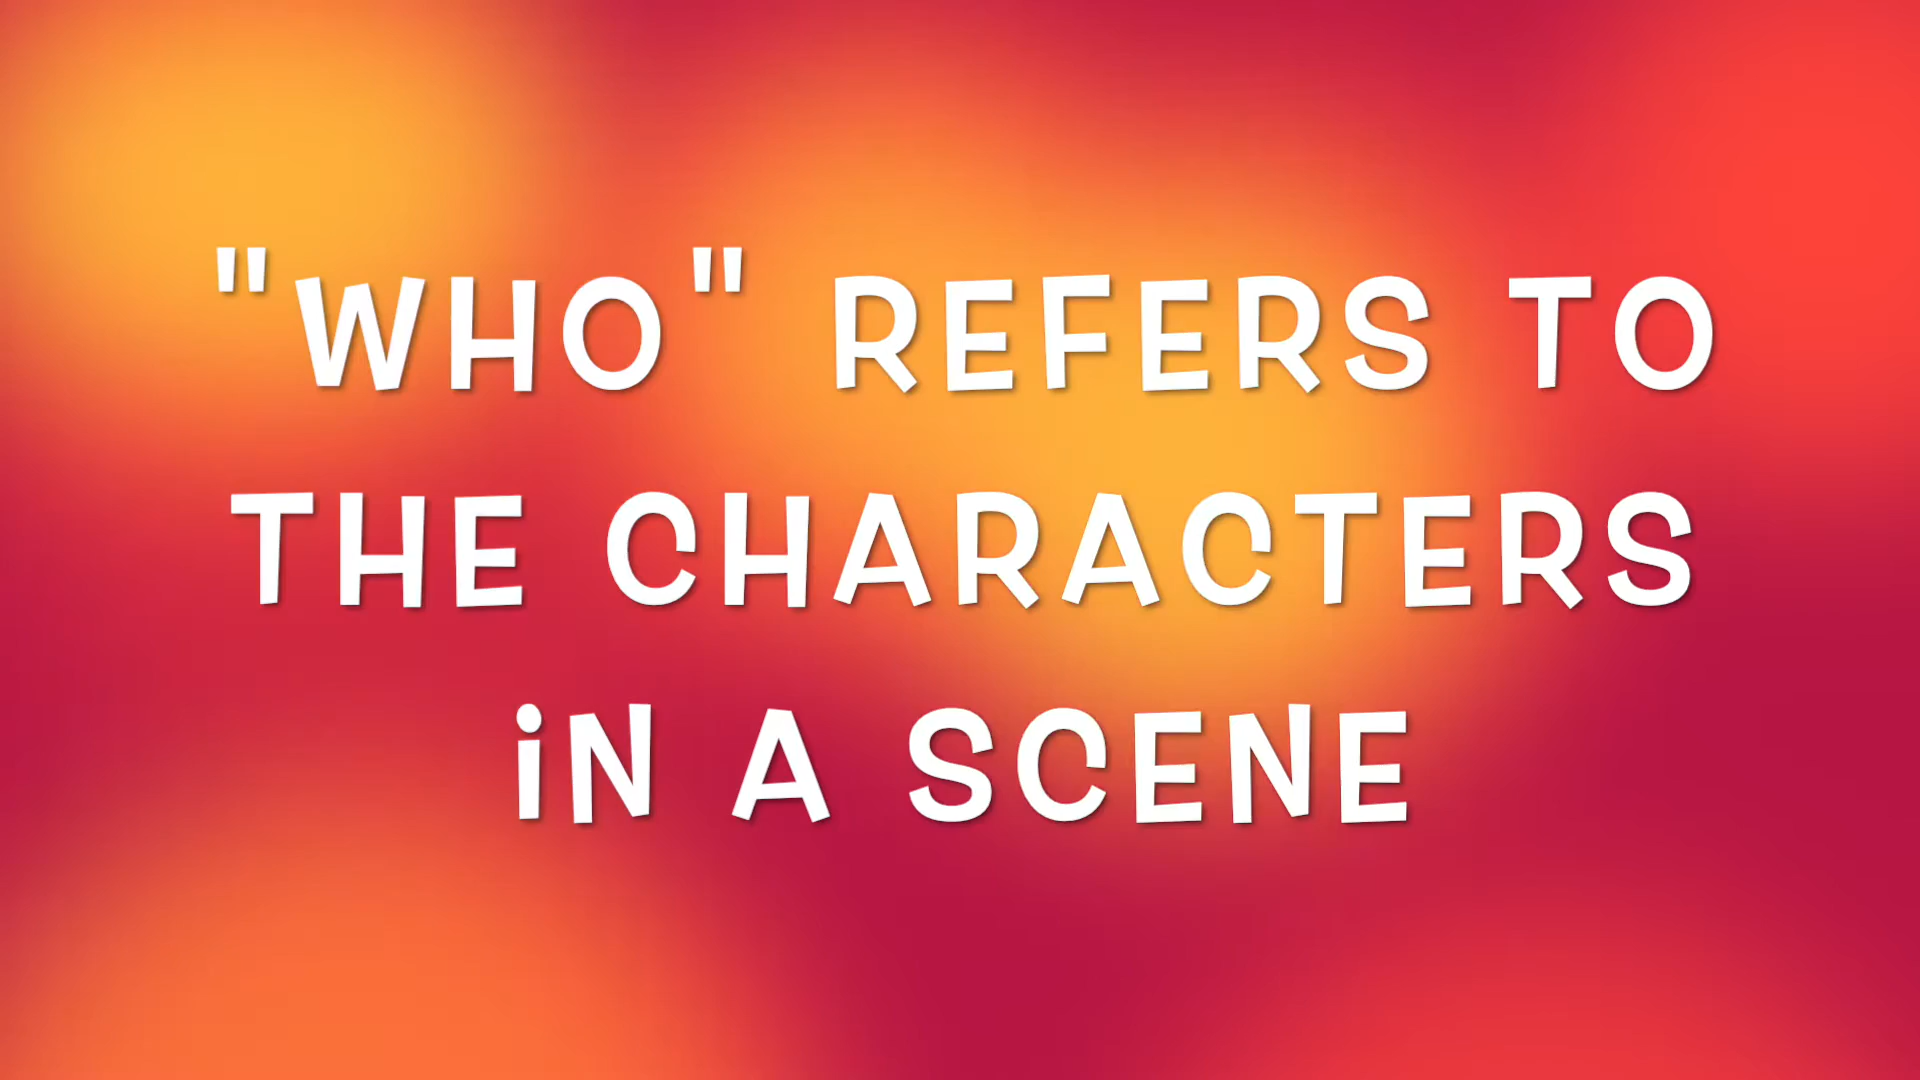 "WHO" REFERS TO
THE CHARACTERS
iN A SCENE